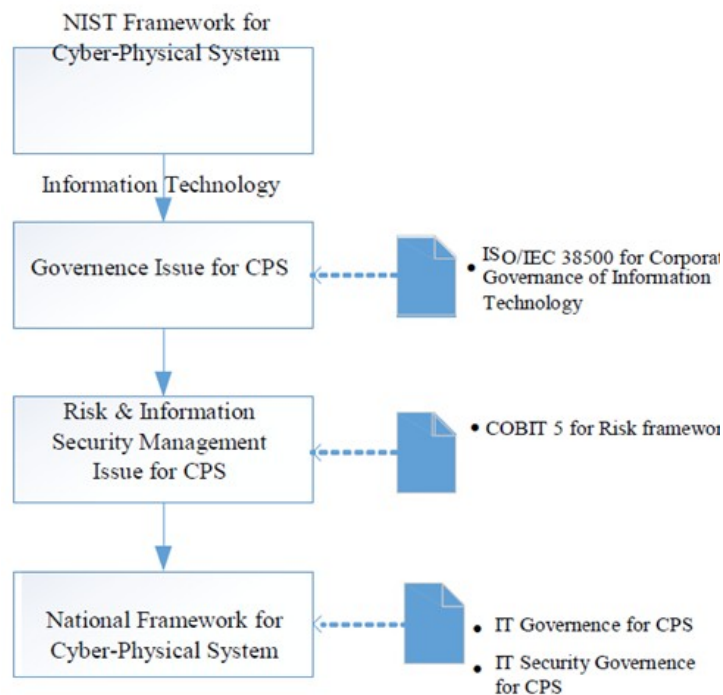 NIST Framework for
Cyber-Physical System
Information Technology
Governence Issue for CPS
• ISO/IEC 38500 for Corporat
Governance of Information
Technology
Risk & Information
Security Management
Issue for CPS
• COBIT 5 for Risk framewor
National Framework for
Cyber-Physical System
• IT Governence for CPS
• IT Security Governence
for CPS